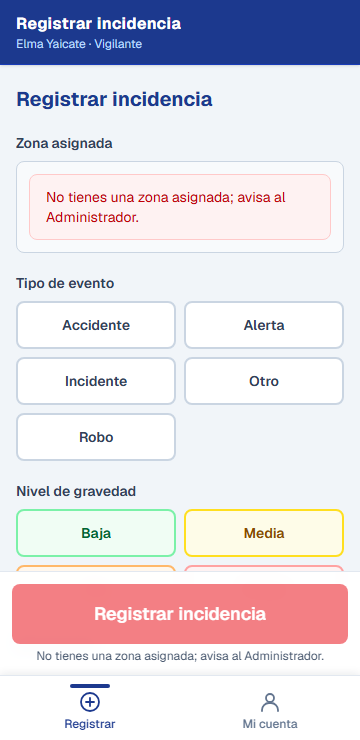 Registrar incidencia
Elma Yaicate · Vigilante
Registrar incidencia
Zona asignada
No tienes una zona asignada; avisa al
Administrador.
Tipo de evento
Accidente
Alerta
Incidente
Otro
Robo
Nivel de gravedad
Baja
Media
Registrar incidencia
No tienes una zona asignada; avisa al Administrador.
Registrar
Mi cuenta